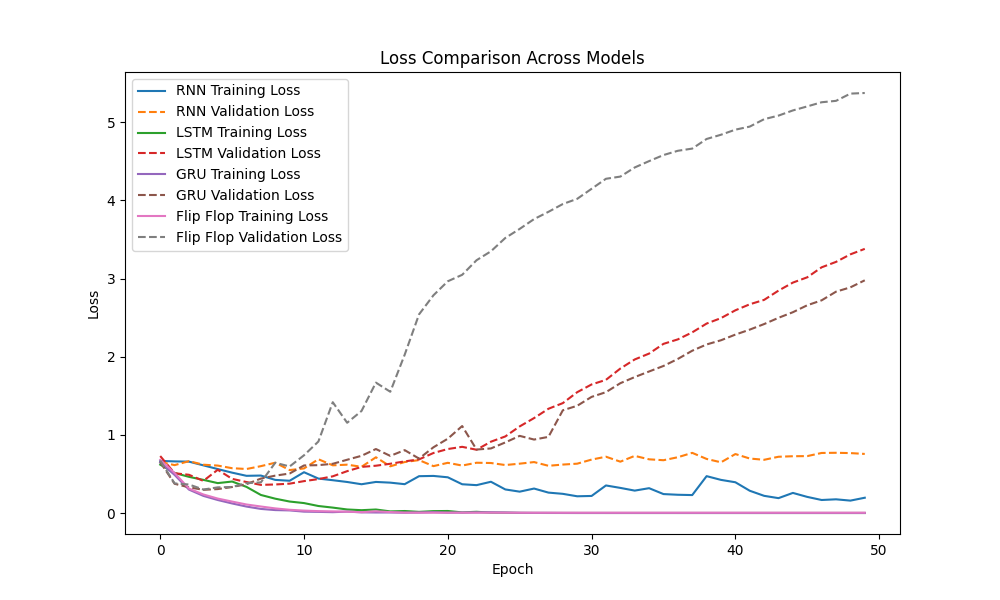 Loss Comparison Across Models
RNN Training Loss
RNN Validation Loss
LSTM Training Loss
LSTM Validation Loss
GRU Training Loss
GRU Validation Loss
Flip Flop Training Loss
Flip Flop Validation Loss
Loss
5
4
3
2
1
0
0 10 20 30 40 50
Epoch